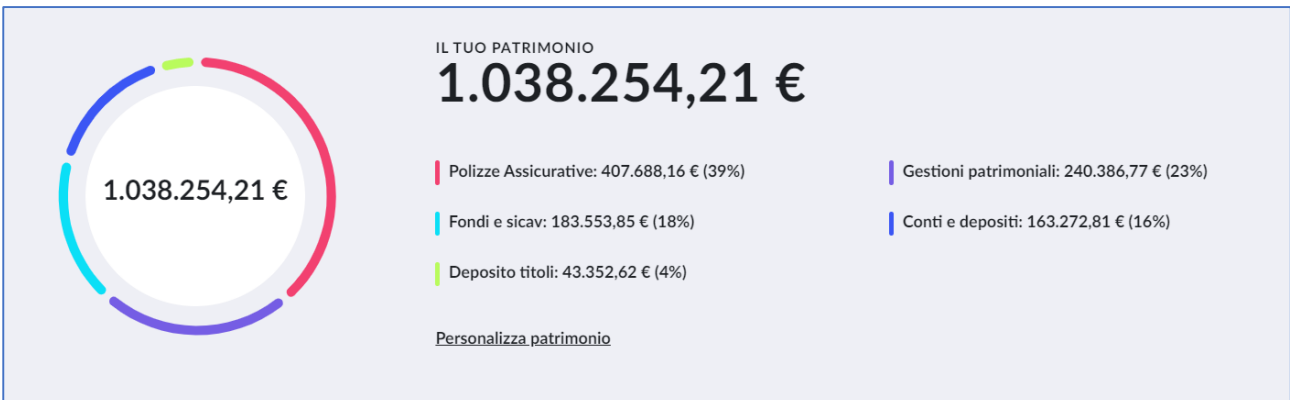 IL TUO PATRIMONIO
1.038.254,21 €
1.038.254,21 €
Polizze Assicurative: 407.688,16 € (39%)
Gestioni patrimoniali: 240.386,77 € (23%)
Fondi e sicav: 183.553,85 € (18%)
Conti e depositi: 163.272,81 € (16%)
Deposito titoli: 43.352,62 € (4%)
Personalizza patrimonio